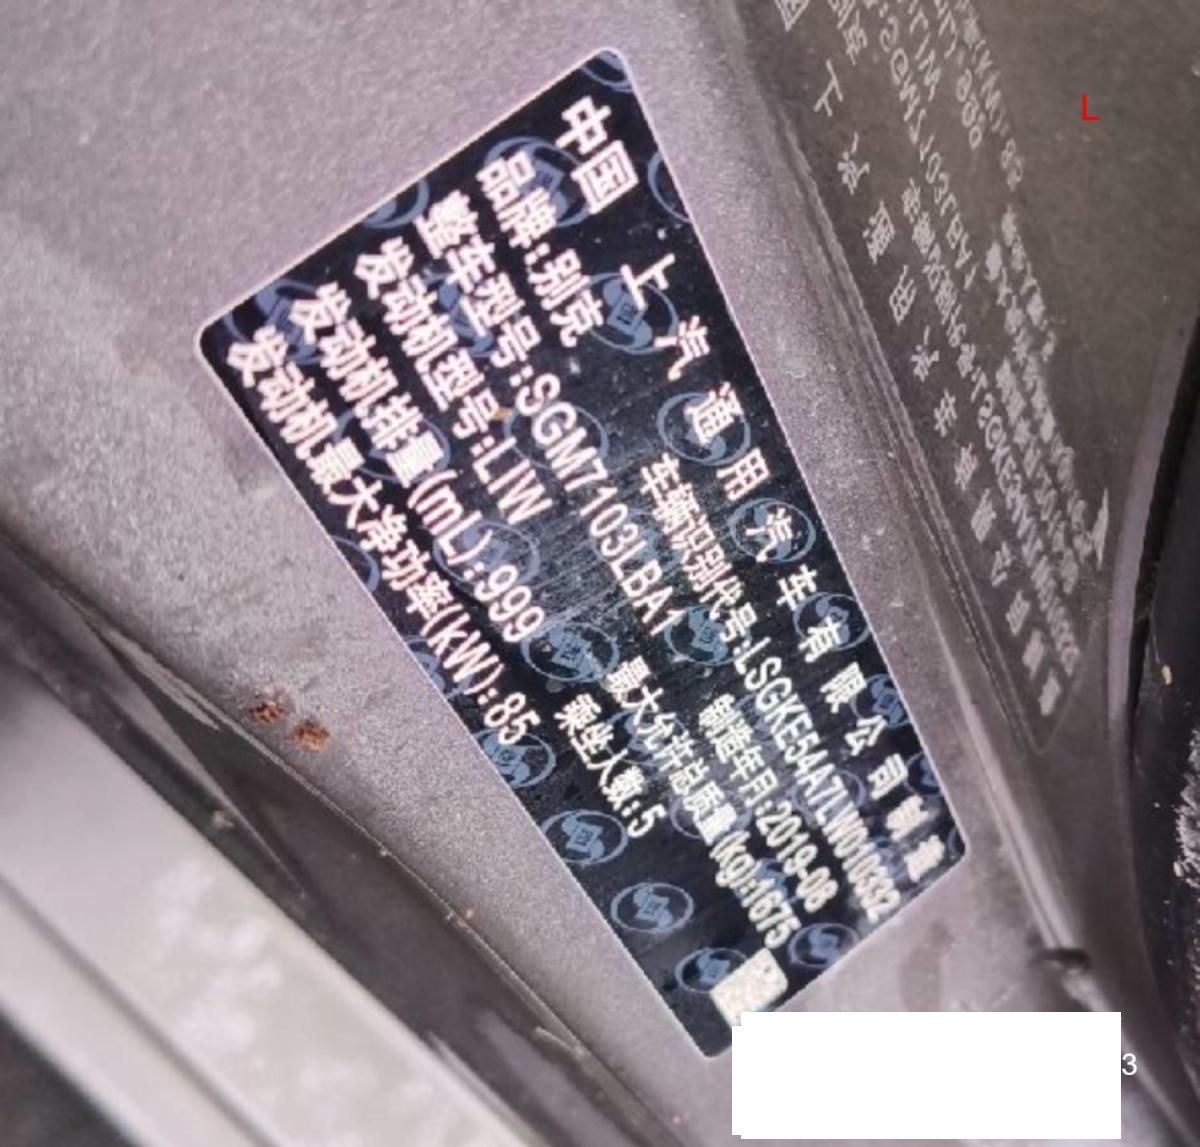 中国 上汽通用汽车有限公司制造
品牌:别克
整车型号:SGM7103LBA1
车辆识别代号:LSGKE54A7LW010332
发动机型号:LIW
制造年月:2019-08
发动机排量(mL):999
最大允许总质量(kg):1675
发动机最大净功率(kW):85
乘坐人数:5
L
3